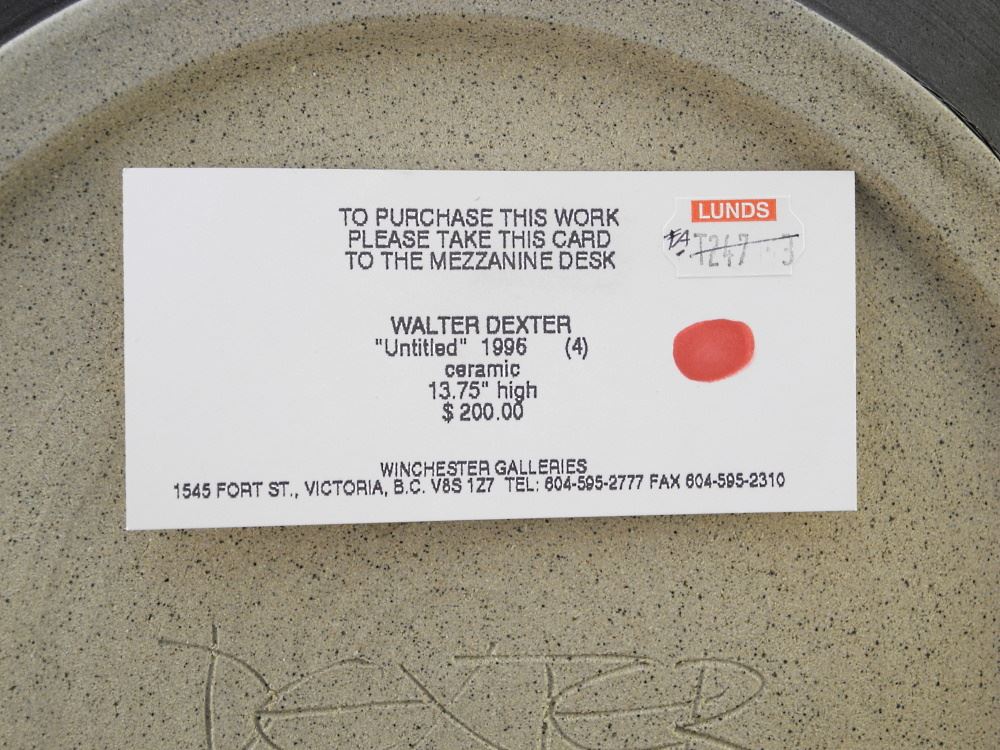 TO PURCHASE THIS WORK
PLEASE TAKE THIS CARD
TO THE MEZZANINE DESK
LUNDS
T247 3
WALTER DEXTER
"Untitled" 1996 (4)
ceramic
13.75" high
$ 200.00
WINCHESTER GALLERIES
1545 FORT ST., VICTORIA, B.C. V8S 1Z7 TEL: 604-595-2777 FAX 604-595-2310
DEXTER